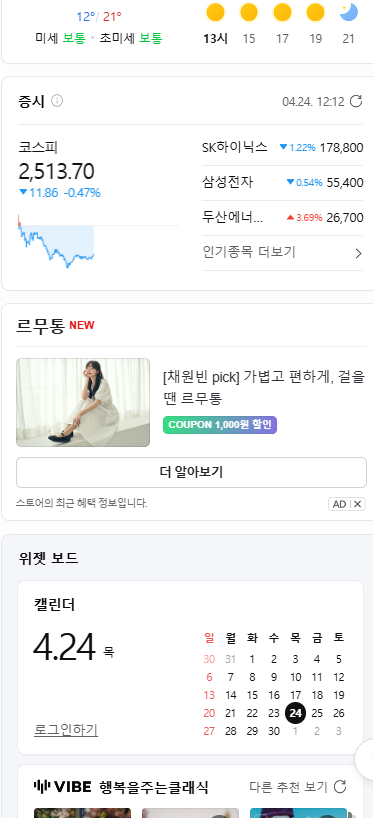 12°/ 21°
미세 보통 • 초미세 보통
13시 15 17 19 21
증시
04.24. 12:12
코스피
2,513.70
▼11.86 -0.47%
SK하이닉스 ▼1.22% 178,800
삼성전자 ▼0.54% 55,400
두산에너... ▲3.69% 26,700
인기종목 더보기
르무통 NEW
[채원빈 pick] 가볍고 편하게, 걸을
땐 르무통
COUPON 1,000원 할인
더 알아보기
스토어의 최근 혜택 정보입니다.
AD
위젯 보드
캘린더
4.24 목
로그인하기
일 월 화 수 목 금 토
30 31 1 2 3 4 5
6 7 8 9 10 11 12
13 14 15 16 17 18 19
20 21 22 23 24 25 26
27 28 29 30 1 2 3
VIBE 행복을주는클래식
다른 추천 보기